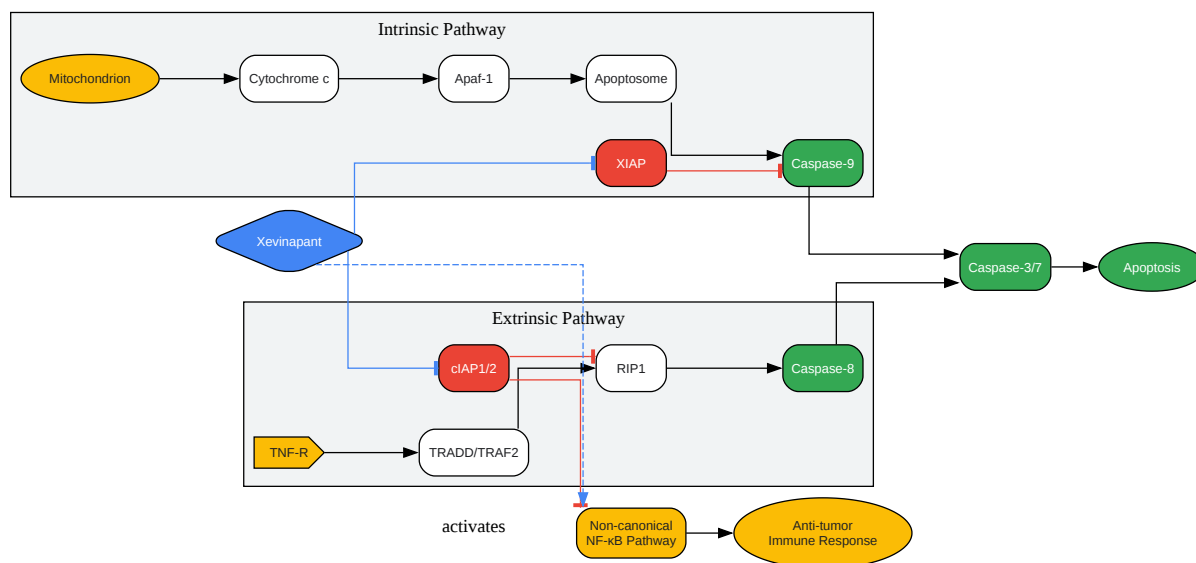 Intrinsic Pathway
Mitochondrion
Cytochrome c
Apaf-1
Apoptosome
XIAP
Caspase-9
Xevinapant
Caspase-3/7
Apoptosis
Extrinsic Pathway
cIAP1/2
RIP1
Caspase-8
TNF-R
TRADD/TRAF2
activates
Non-canonical
NF-κB Pathway
Anti-tumor
Immune Response